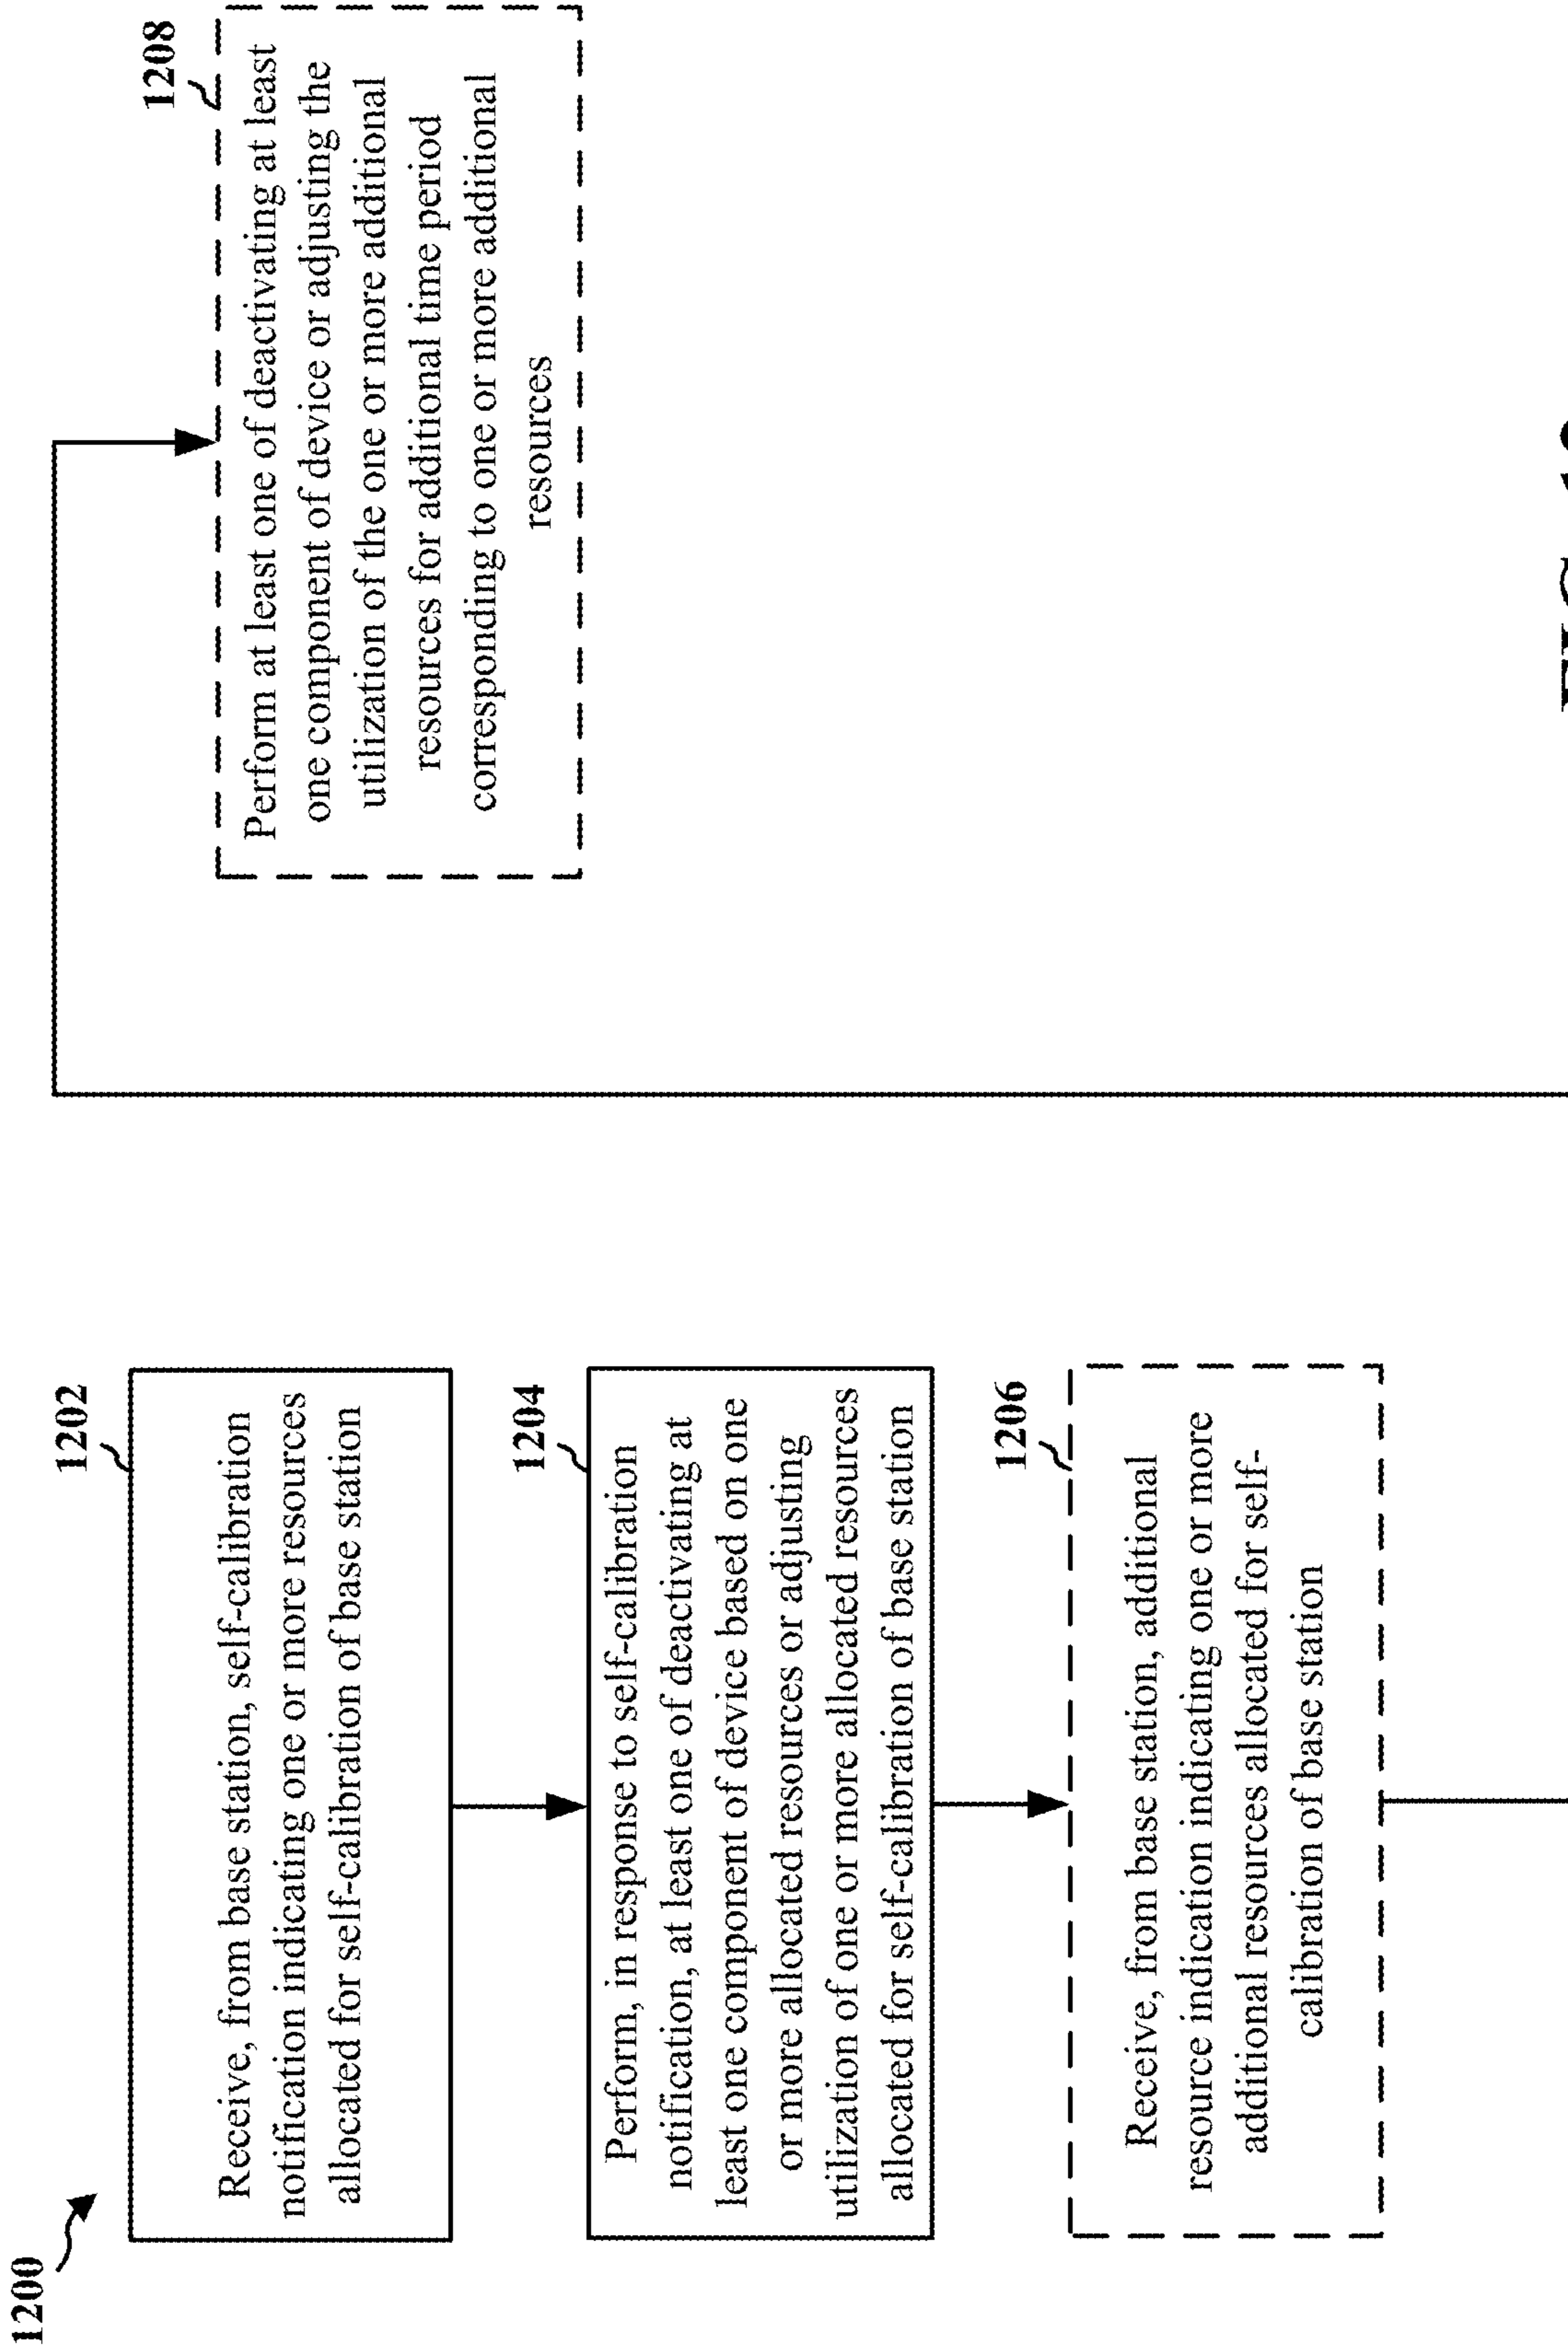 1200
1202
Receive, from base station, self-calibration
notification indicating one or more resources
allocated for self-calibration of base station
1204
Perform, in response to self-calibration
notification, at least one of deactivating at
least one component of device based on one
or more allocated resources or adjusting
utilization of one or more allocated resources
allocated for self-calibration of base station
1206
Receive, from base station, additional
resource indication indicating one or more
additional resources allocated for self-
calibration of base station
1208
Perform at least one of deactivating at least
one component of device or adjusting the
utilization of the one or more additional
resources for additional time period
corresponding to one or more additional
resources